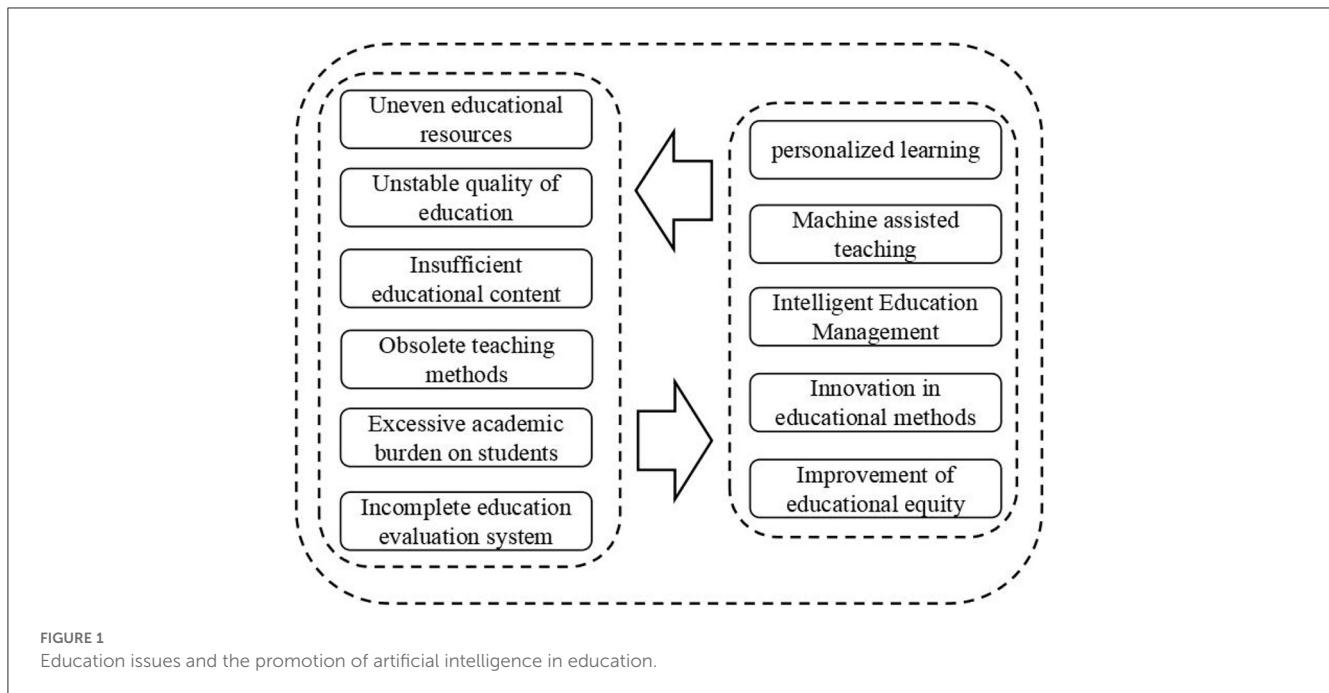 Uneven educational
resources
Unstable quality of
education
Insufficient
educational content
Obsolete teaching
methods
Excessive academic
burden on students
Incomplete education
evaluation system
personalized learning
Machine assisted
teaching
Intelligent Education
Management
Innovation in
educational methods
Improvement of
educational equity
FIGURE 1
Education issues and the promotion of artificial intelligence in education.